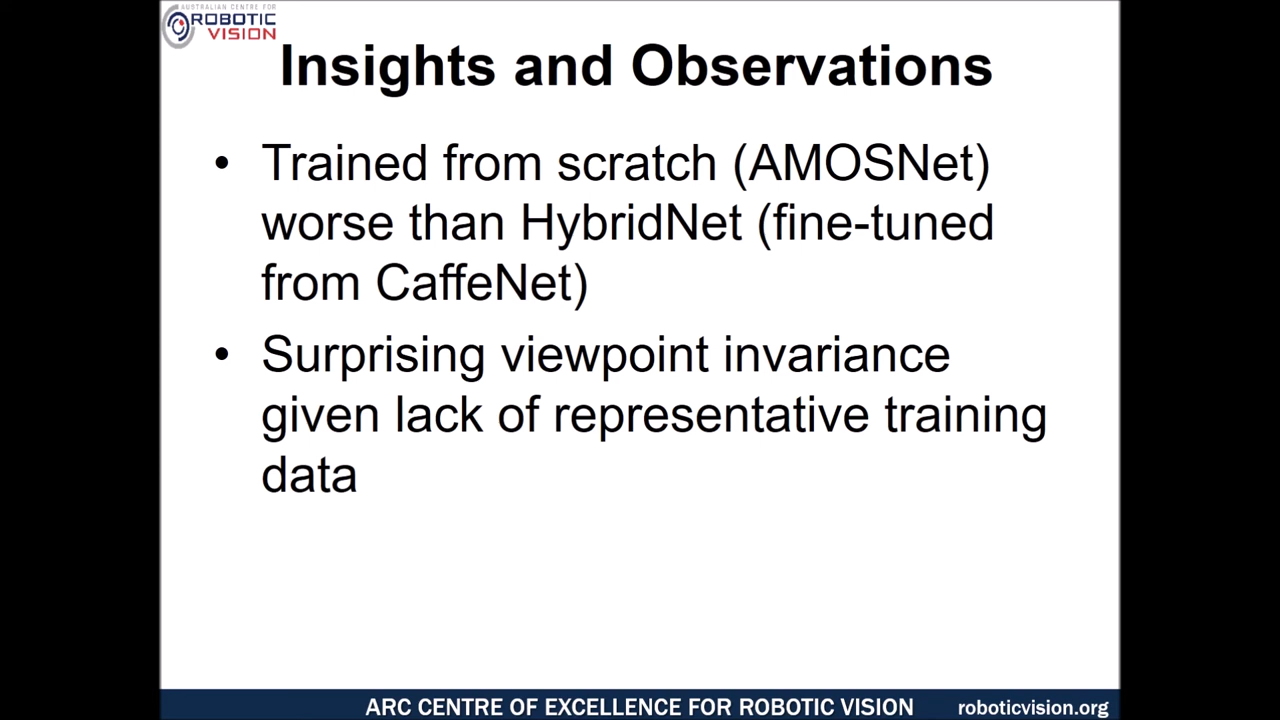 AUSTRALIAN CENTRE FOR
ROBOTIC
VISION
Insights and Observations
• Trained from scratch (AMOSNet)
worse than HybridNet (fine-tuned
from CaffeNet)
• Surprising viewpoint invariance
given lack of representative training
data
ARC CENTRE OF EXCELLENCE FOR ROBOTIC VISION
roboticvision.org